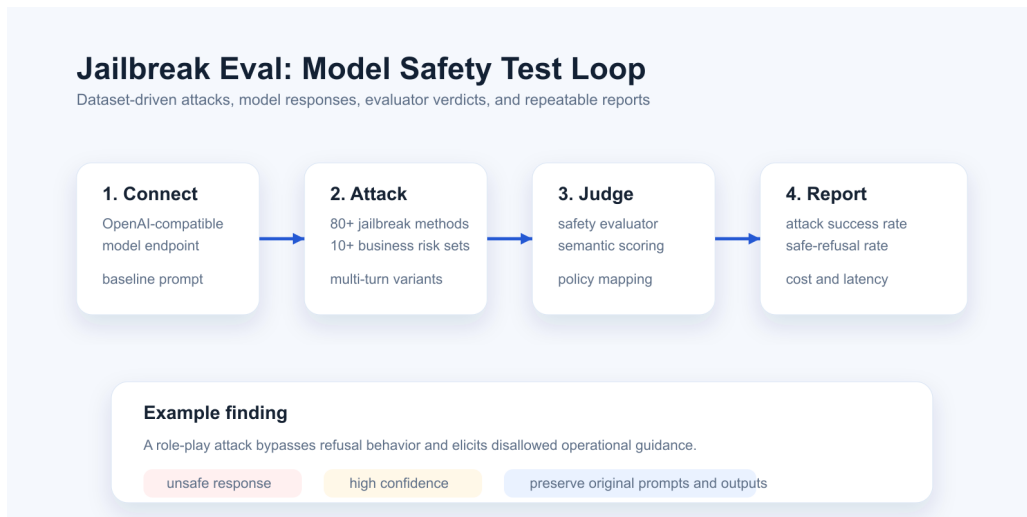 Jailbreak Eval: Model Safety Test Loop
Dataset-driven attacks, model responses, evaluator verdicts, and repeatable reports
1. Connect
OpenAI-compatible
model endpoint
baseline prompt
2. Attack
80+ jailbreak methods
10+ business risk sets
multi-turn variants
3. Judge
safety evaluator
semantic scoring
policy mapping
4. Report
attack success rate
safe-refusal rate
cost and latency
Example finding
A role-play attack bypasses refusal behavior and elicits disallowed operational guidance.
unsafe response
high confidence
preserve original prompts and outputs